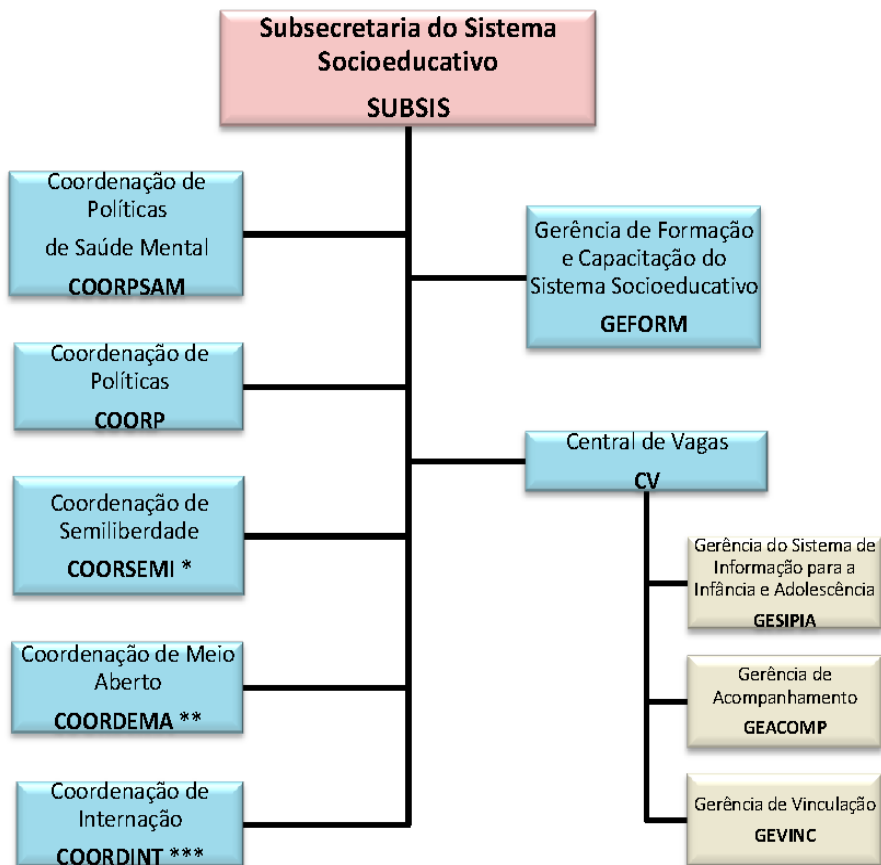 Subsecretaria do Sistema
Socioeducativo
SUBSIS
Coordenação de
Políticas
de Saúde Mental
COORPSAM
Coordenação de
Políticas
COORP
Coordenação de
Semiliberdade
COORSEMI *
Coordenação de Meio
Aberto
COORDEMA **
Coordenação de
Internação
COORDINT ***
Gerência de Formação
e Capacitação do
Sistema Socioeducativo
GEFORM
Central de Vagas
CV
Gerência do Sistema de
Informação para a
Infância e Adolescência
GESIPIA
Gerência de
Acompanhamento
GEACOMP
Gerência de Vinculação
GEVINC